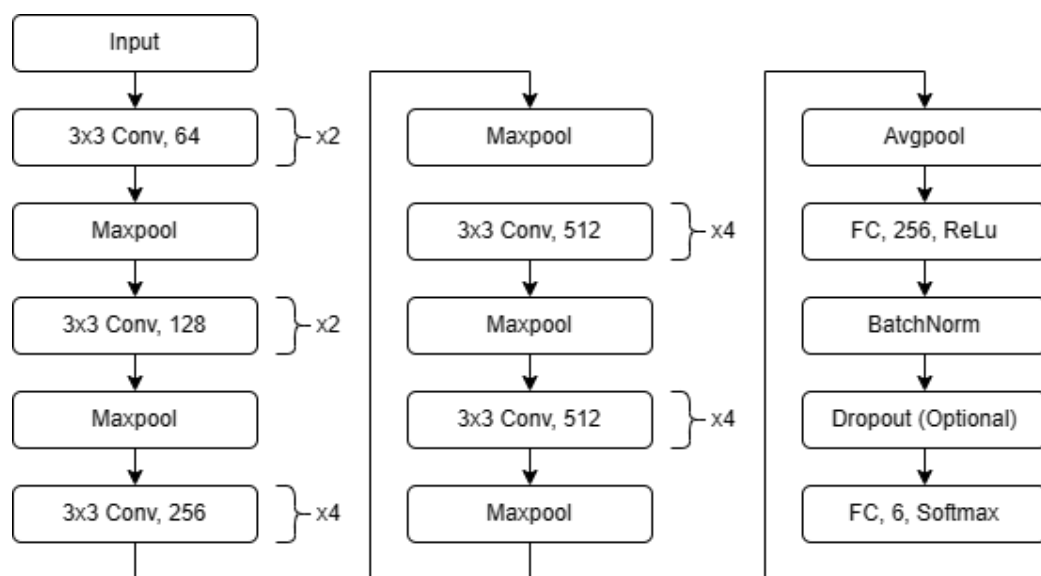 Input
3x3 Conv, 64
x2
Maxpool
3x3 Conv, 128
x2
Maxpool
3x3 Conv, 256
x4
Maxpool
3x3 Conv, 512
x4
Maxpool
3x3 Conv, 512
x4
Maxpool
Avgpool
FC, 256, ReLu
BatchNorm
Dropout (Optional)
FC, 6, Softmax